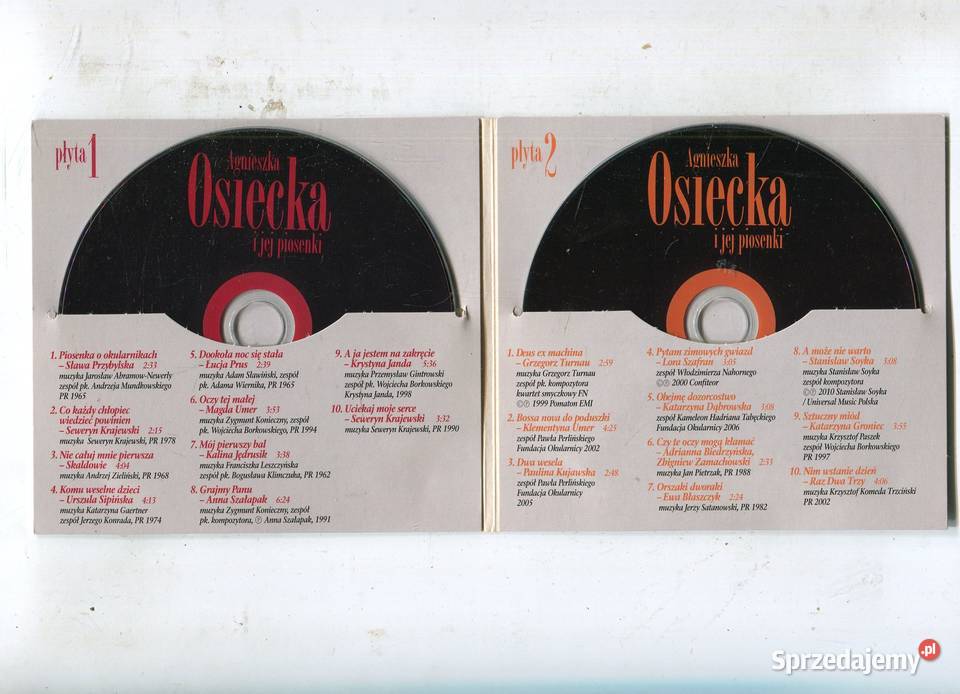 płyta 1
Agnieszka
Osiecka
i jej piosenki
1. Piosenka o okularnikach
– Sława Przybylska 2:33
muzyka Jarosław Abramow-Newerly
zespół pk. Andrzeja Mundkowskiego
PR 1965
2. Co każdy chłopiec
wiedzieć powinien
– Seweryn Krajewski 2:15
muzyka Seweryn Krajewski, PR 1978
3. Nie całuj mnie pierwsza
– Skaldowie 4:04
muzyka Andrzej Zieliński, PR 1968
4. Komu weselne dzieci
– Urszula Sipińska 4:13
muzyka Katarzyna Gaertner
zespół Jerzego Konrada, PR 1974
5. Dookoła noc się stała
– Łucja Prus 2:39
muzyka Adam Sławiński, zespół
pk. Adama Wiernika, PR 1965
6. Oczy tej małej
– Magda Umer 3:53
muzyka Zygmunt Konieczny, zespół
pk. Wojciecha Borkowskiego, PR 1994
7. Mój pierwszy bal
– Kalina Jędrusik 3:38
muzyka Franciszka Leszczyńska
zespół pk. Bogusława Klimczuka, PR 1962
8. Grajmy Panu
– Anna Szałapak 6:24
muzyka Zygmunt Konieczny, zespół
pk. kompozytora, Ⓟ Anna Szałapak, 1991
9. A ja jestem na zakręcie
– Krystyna Janda 5:36
muzyka Przemysław Gintrowski
zespół pk. Wojciecha Borkowskiego
Krystyna Janda, 1998
10. Uciekaj moje serce
– Seweryn Krajewski 3:32
muzyka Seweryn Krajewski, PR 1990
płyta 2
Agnieszka
Osiecka
i jej piosenki
1. Deus ex machina
– Grzegorz Turnau 2:59
muzyka Grzegorz Turnau
zespół pk. kompozytora
kwartet smyczkowy FN
©Ⓟ 1999 Pomaton EMI
2. Bossa nova do poduszki
– Klementyna Umer 4:25
zespół Pawła Perlińskiego
Fundacja Okularnicy 2002
3. Dwa wesela
– Paulina Kujawska 2:48
zespół Pawła Perlińskiego
Fundacja Okularnicy
2005
4. Pytam zimowych gwiazd
– Lora Szafran 3:05
zespół Włodzimierza Nahornego
©Ⓟ 2000 Confiteor
5. Obejmę dozorcostwo
– Katarzyna Dąbrowska 3:08
zespół Kameleon Hadriana Tabęckiego
Fundacja Okularnicy 2006
6. Czy te oczy mogą kłamać
– Adrianna Biedrzyńska,
Zbigniew Zamachowski 2:33
muzyka Jan Pietrzak, PR 1988
7. Orszaki dworaki
– Ewa Błaszczyk 2:24
muzyka Jerzy Satanowski, PR 1982
8. A może nie warto
– Stanisław Soyka 3:08
muzyka Stanisław Soyka
zespół pk. kompozytora
©Ⓟ 2010 Stanisław Soyka
/ Universal Music Polska
9. Sztuczny miód
– Katarzyna Groniec 3:55
muzyka Krzysztof Paszek
zespół Wojciecha Borkowskiego
PR 1997
10. Nim wstanie dzień
– Raz Dwa Trzy 4:06
muzyka Krzysztof Komeda Trzciński
PR 2002
Sprzedajemy.pl